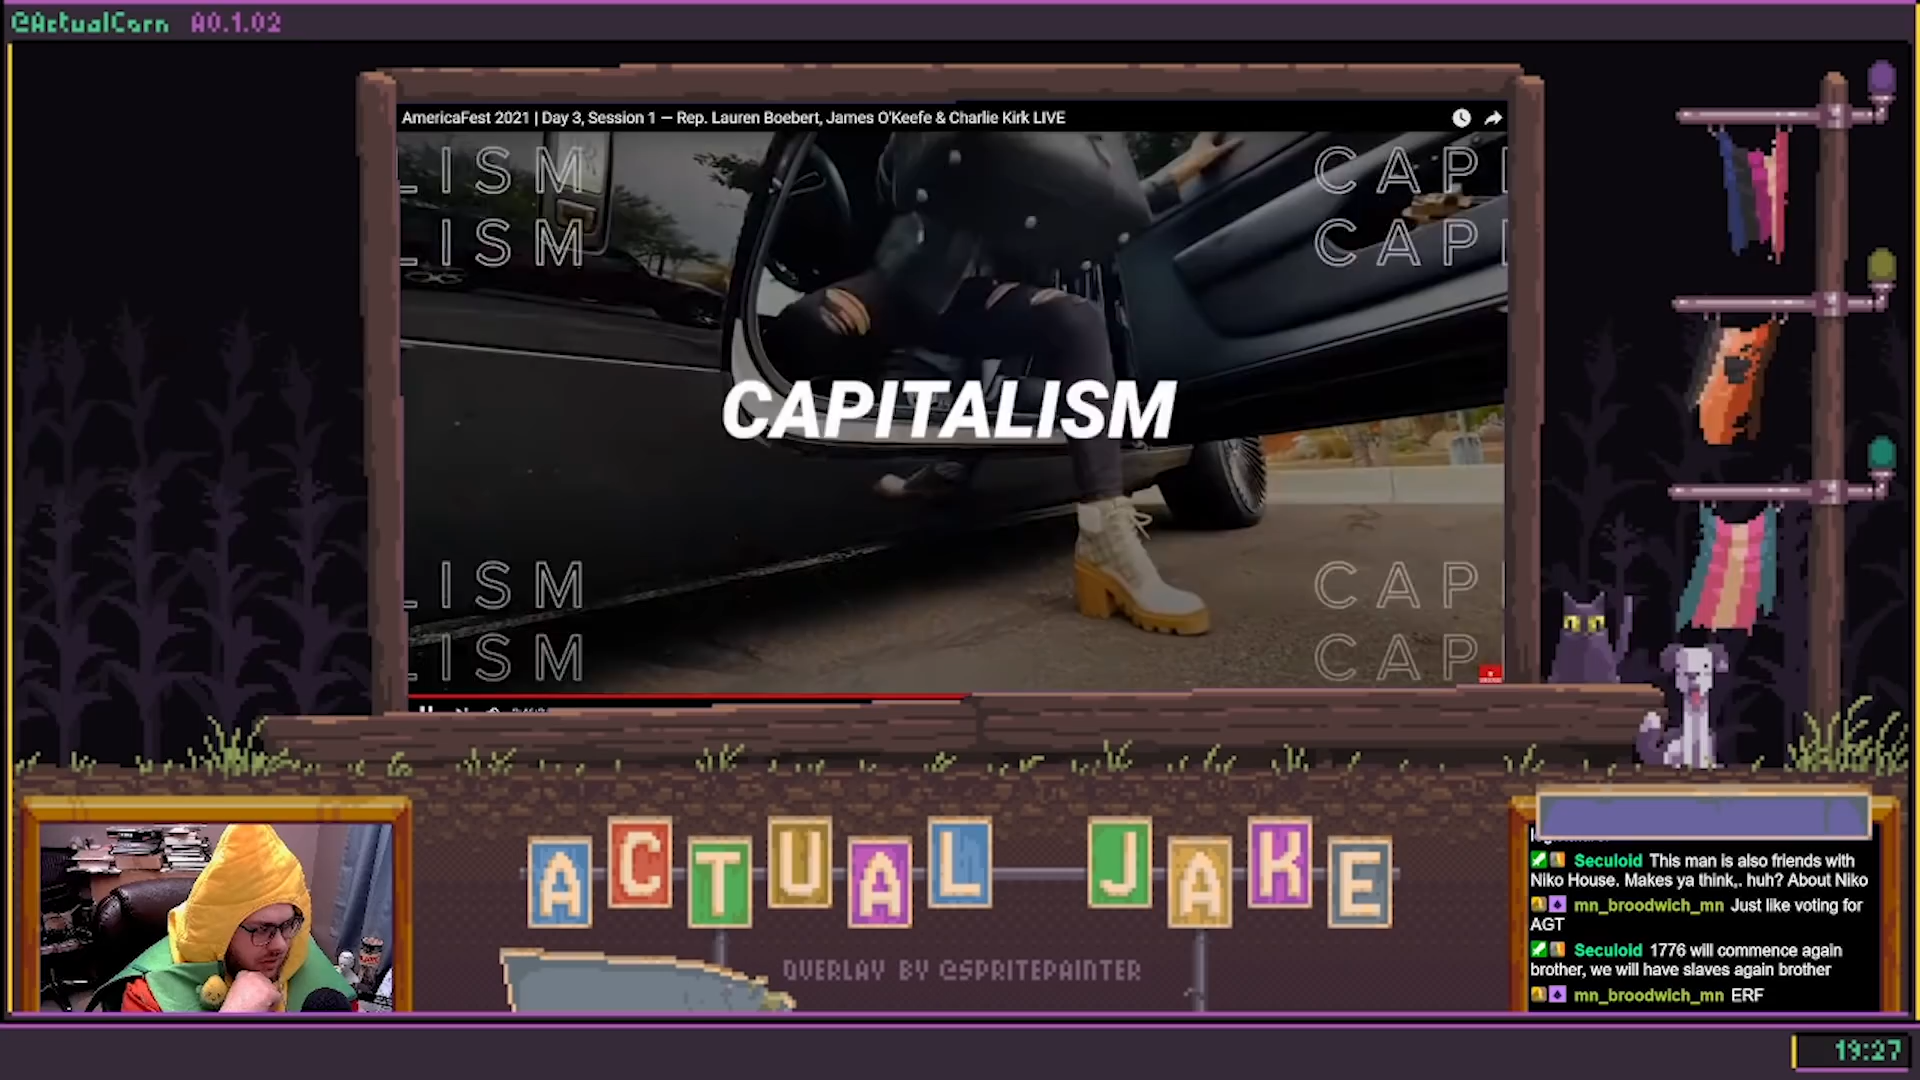 @ActualCorn A0.1.02
AmericaFest 2021 | Day 3, Session 1 — Rep. Lauren Boebert, James O'Keefe & Charlie Kirk LIVE
LISM CAPI
LISM CAPI
CAPITALISM
LISM CAP
LISM CAP
ACTUAL JAKE
OVERLAY BY @SPRITEPAINTER
Seculoid This man is also friends with
Niko House. Makes ya think,. huh? About Niko
mn_broodwich_mn Just like voting for
AGT
Seculoid 1776 will commence again
brother, we will have slaves again brother
mn_broodwich_mn ERF
19:27